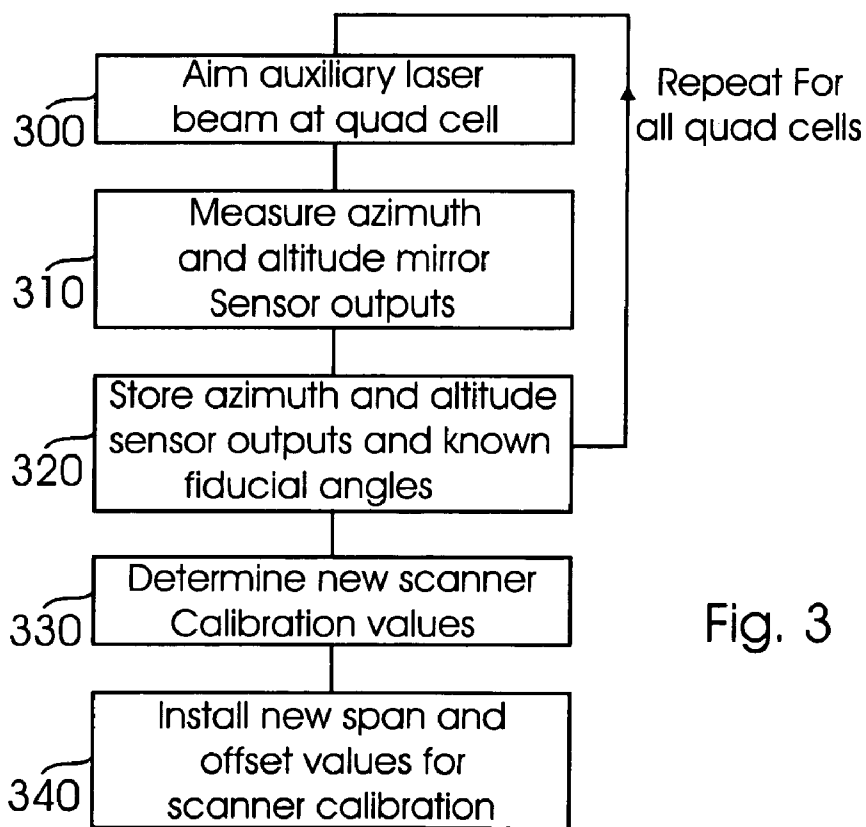 Aim auxiliary laser
beam at quad cell
300
Repeat For
all quad cells
Measure azimuth
and altitude mirror
Sensor outputs
310
Store azimuth and altitude
sensor outputs and known
fiducial angles
320
Determine new scanner
Calibration values
330
Fig. 3
Install new span and
offset values for
scanner calibration
340